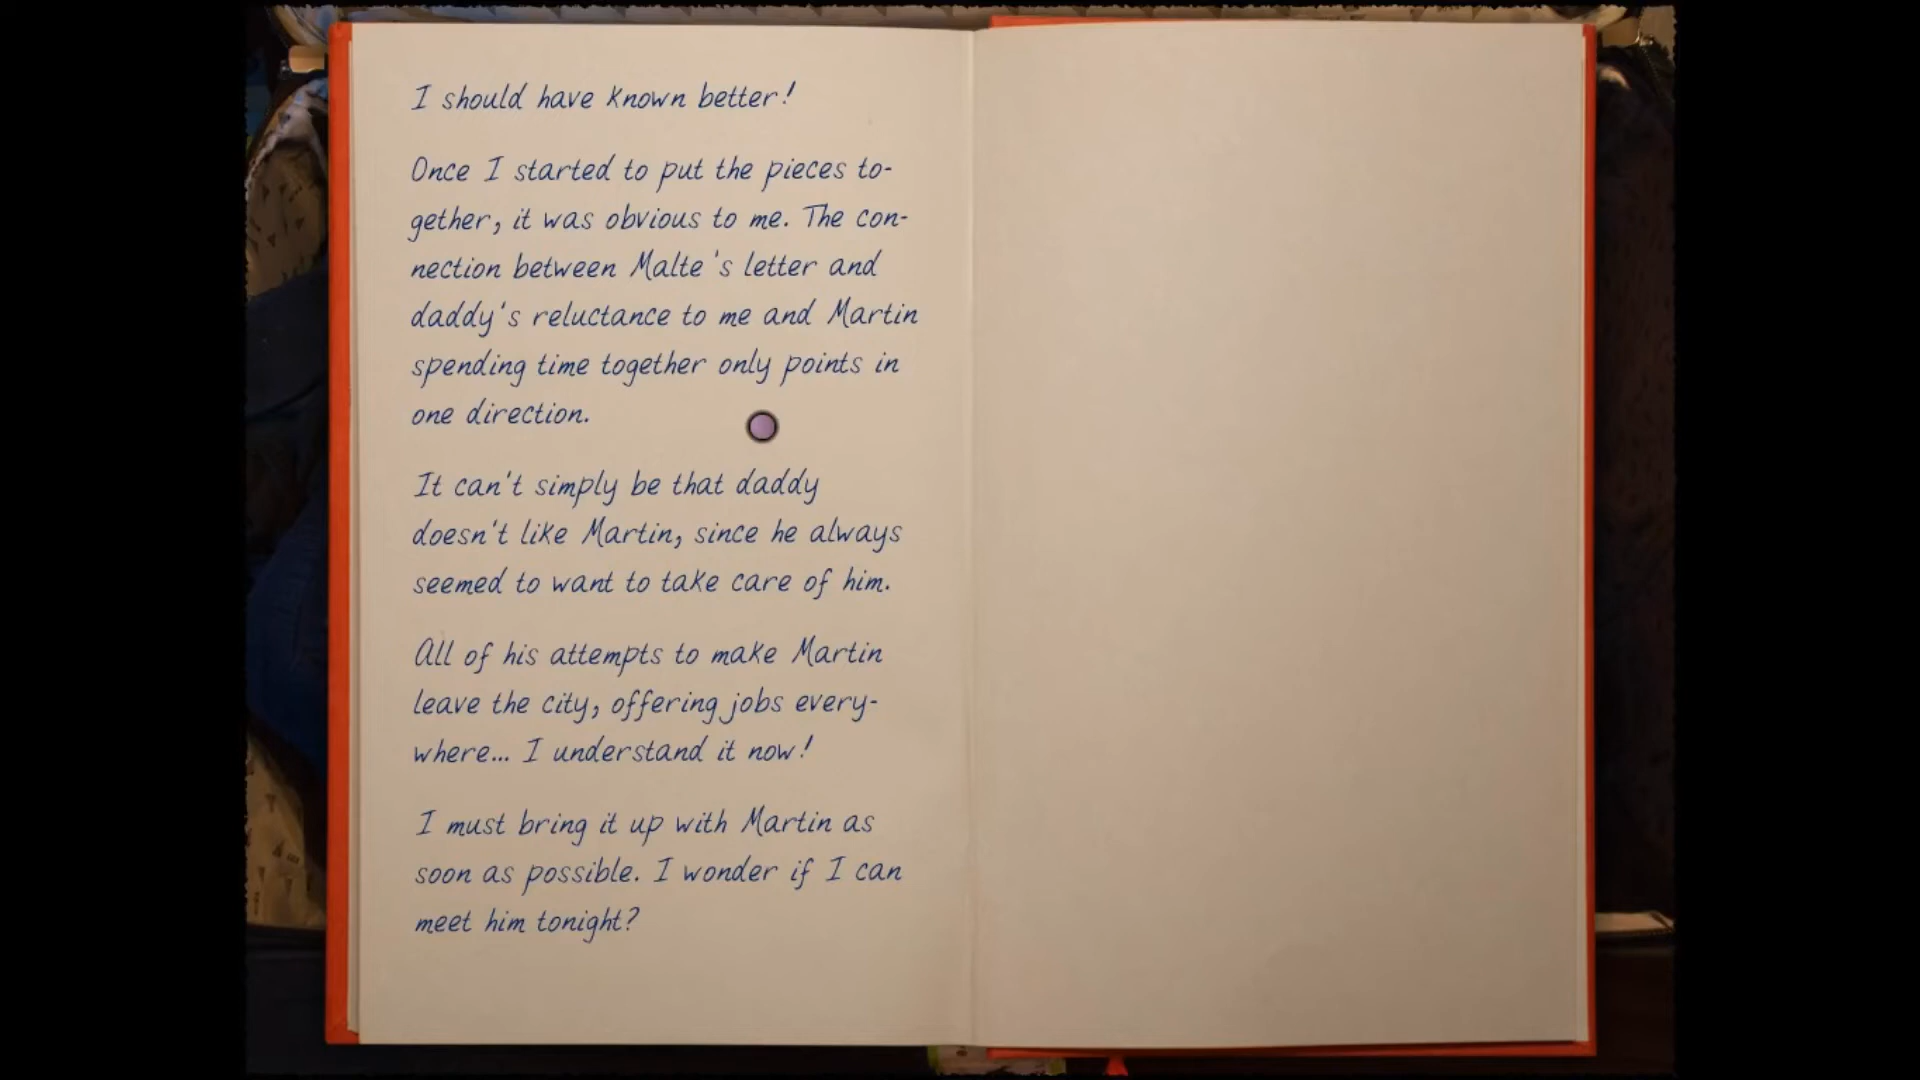 I should have known better!
Once I started to put the pieces to-
gether, it was obvious to me. The con-
nection between Malte's letter and
daddy's reluctance to me and Martin
spending time together only points in
one direction.
It can't simply be that daddy
doesn't like Martin, since he always
seemed to want to take care of him.
All of his attempts to make Martin
leave the city, offering jobs every-
where... I understand it now!
I must bring it up with Martin as
soon as possible. I wonder if I can
meet him tonight?